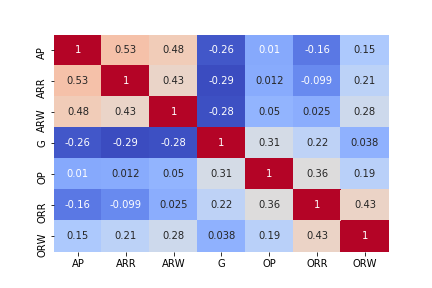 AP 1 0.53 0.48 -0.26 0.01 -0.16 0.15
ARR 0.53 1 0.43 -0.29 0.012 -0.099 0.21
ARW 0.48 0.43 1 -0.28 0.05 0.025 0.28
G -0.26 -0.29 -0.28 1 0.31 0.22 0.038
OP 0.01 0.012 0.05 0.31 1 0.36 0.19
ORR -0.16 -0.099 0.025 0.22 0.36 1 0.43
ORW 0.15 0.21 0.28 0.038 0.19 0.43 1
AP ARR ARW G OP ORR ORW